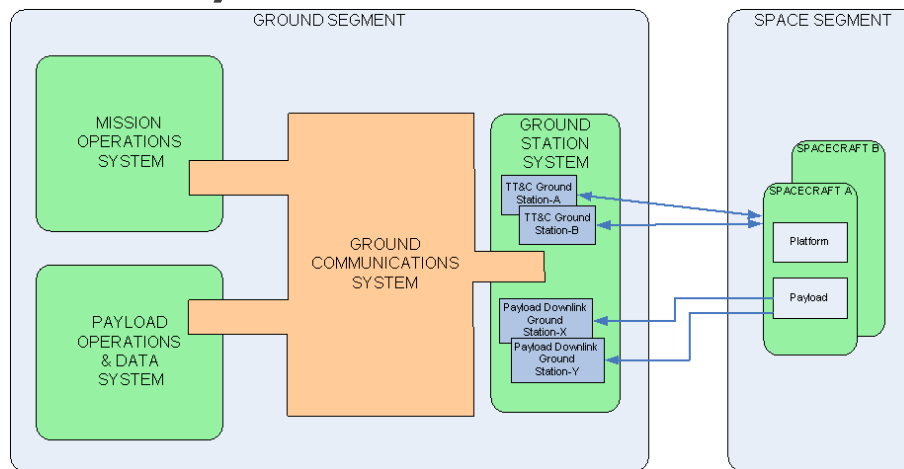 GROUND SEGMENT
SPACE SEGMENT
MISSION
OPERATIONS
SYSTEM
PAYLOAD
OPERATIONS
& DATA
SYSTEM
GROUND
COMMUNICATIONS
SYSTEM
GROUND
STATION
SYSTEM
TT&C Ground
Station-A
TT&C Ground
Station-B
Payload Downlink
Ground
Station-X
Payload Downlink
Ground
Station-Y
SPACECRAFT B
SPACECRAFT A
Platform
Payload